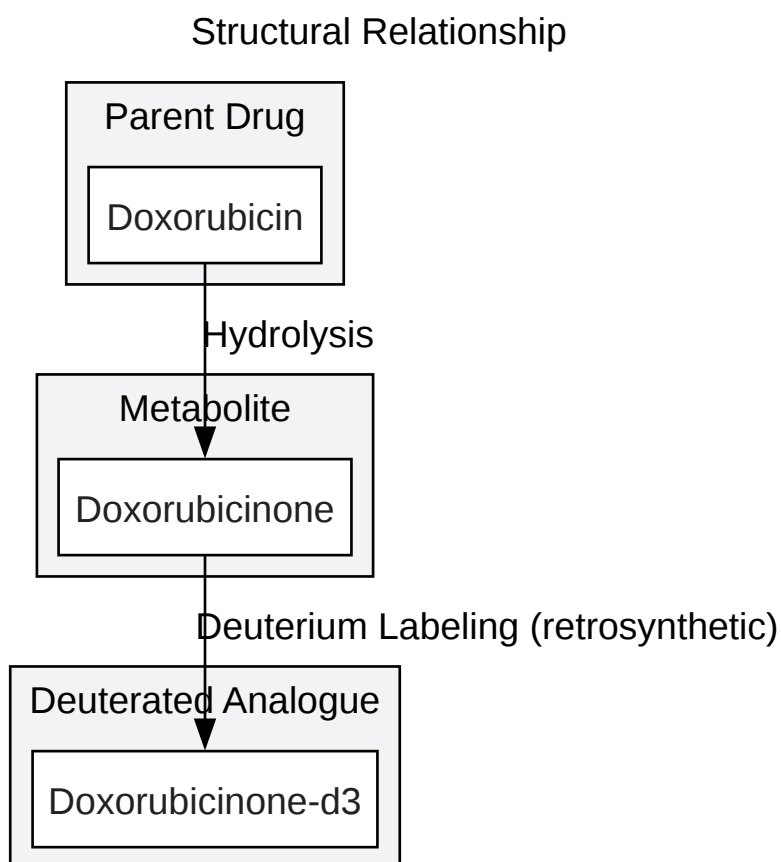 Structural Relationship
Parent Drug
Doxorubicin
Hydrolysis
Metabolite
Doxorubicinone
Deuterium Labeling (retrosynthetic)
Deuterated Analogue
Doxorubicinone-d3